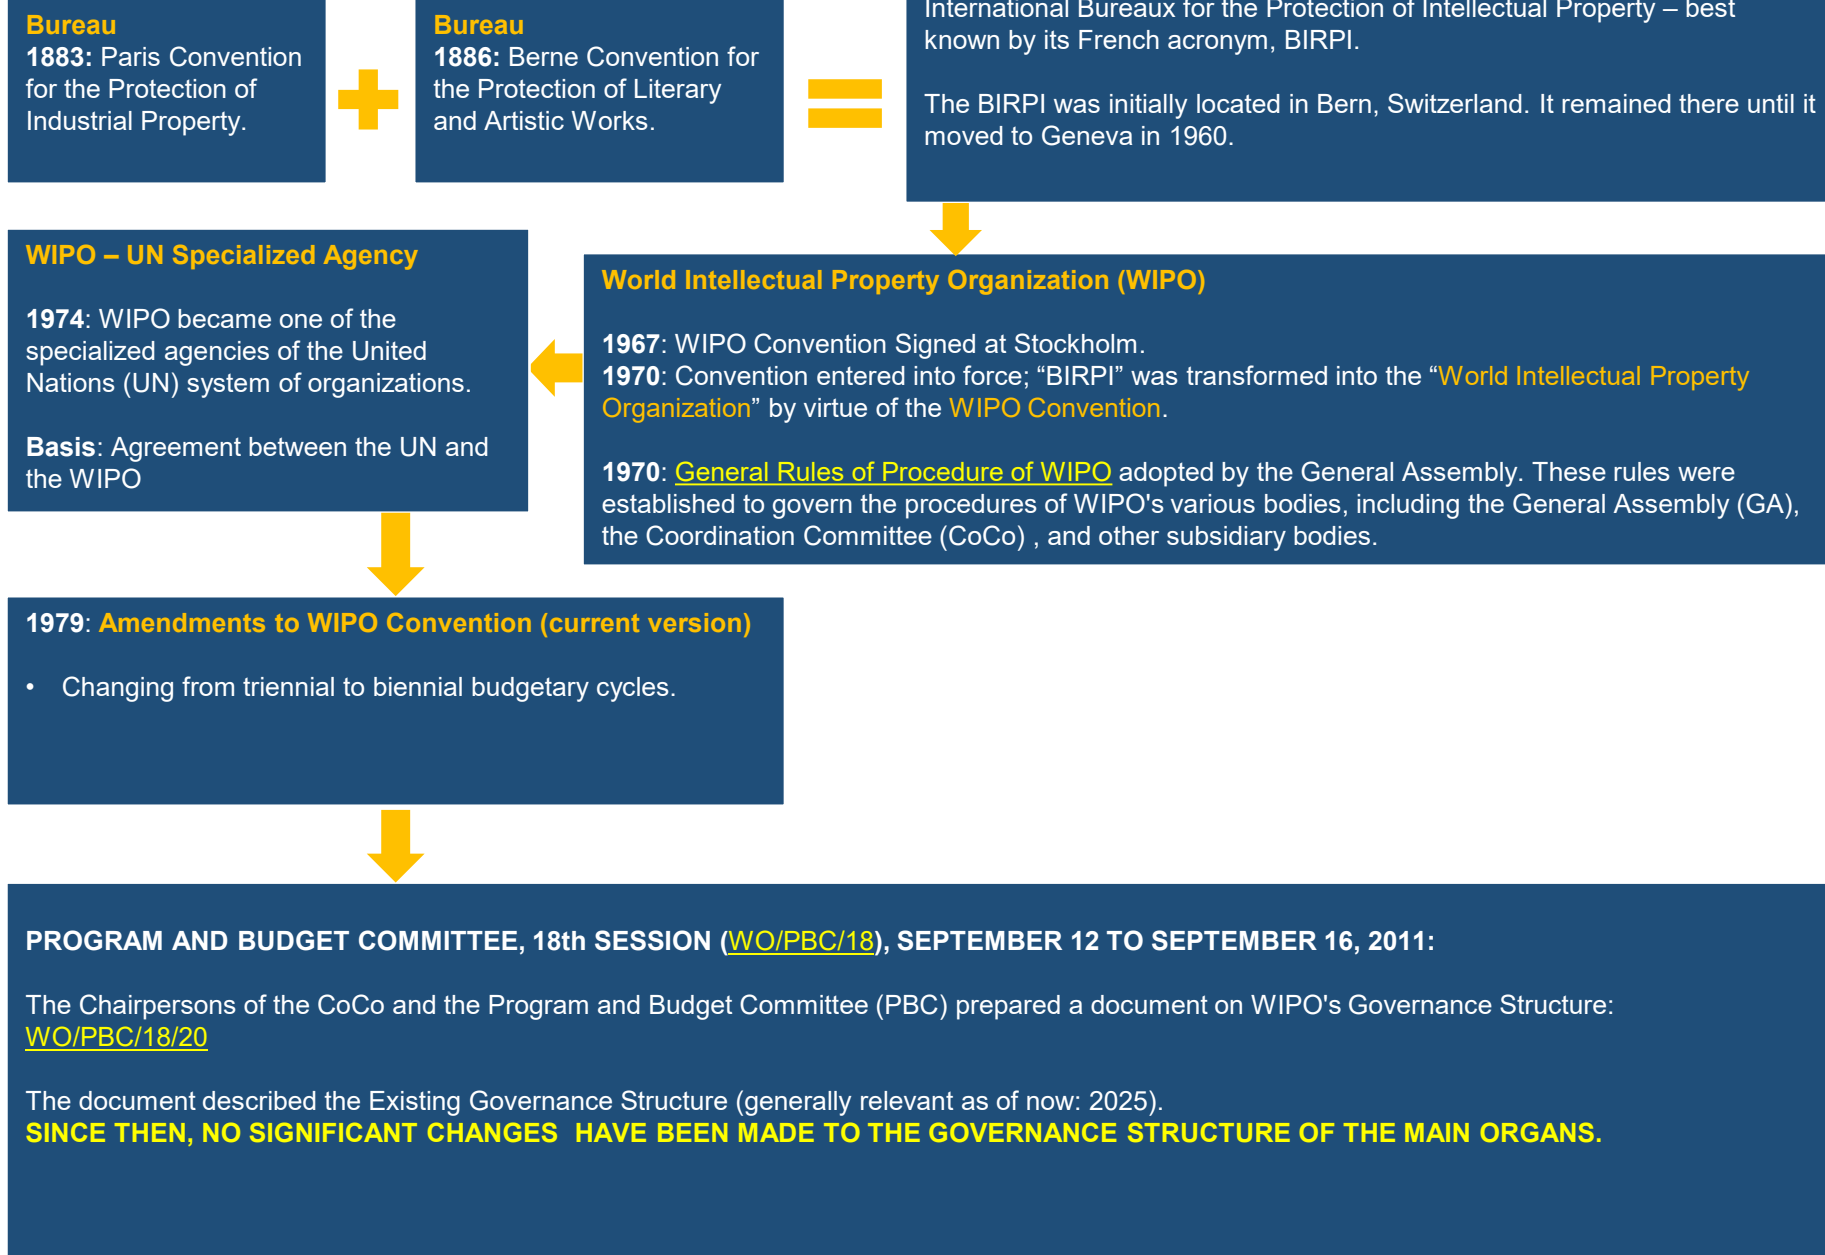 Bureau
1883: Paris Convention
for the Protection of
Industrial Property.
Bureau
1886: Berne Convention for
the Protection of Literary
and Artistic Works.
International Bureaux for the Protection of Intellectual Property – best
known by its French acronym, BIRPI.
The BIRPI was initially located in Bern, Switzerland. It remained there until it
moved to Geneva in 1960.
World Intellectual Property Organization (WIPO)
1967: WIPO Convention Signed at Stockholm.
1970: Convention entered into force; “BIRPI” was transformed into the “World Intellectual Property
Organization” by virtue of the WIPO Convention.
1970: General Rules of Procedure of WIPO adopted by the General Assembly. These rules were
established to govern the procedures of WIPO's various bodies, including the General Assembly (GA),
the Coordination Committee (CoCo) , and other subsidiary bodies.
WIPO – UN Specialized Agency
1974: WIPO became one of the
specialized agencies of the United
Nations (UN) system of organizations.
Basis: Agreement between the UN and
the WIPO
1979: Amendments to WIPO Convention (current version)
• Changing from triennial to biennial budgetary cycles.
PROGRAM AND BUDGET COMMITTEE, 18th SESSION (WO/PBC/18), SEPTEMBER 12 TO SEPTEMBER 16, 2011:
The Chairpersons of the CoCo and the Program and Budget Committee (PBC) prepared a document on WIPO's Governance Structure:
WO/PBC/18/20
The document described the Existing Governance Structure (generally relevant as of now: 2025).
SINCE THEN, NO SIGNIFICANT CHANGES HAVE BEEN MADE TO THE GOVERNANCE STRUCTURE OF THE MAIN ORGANS.